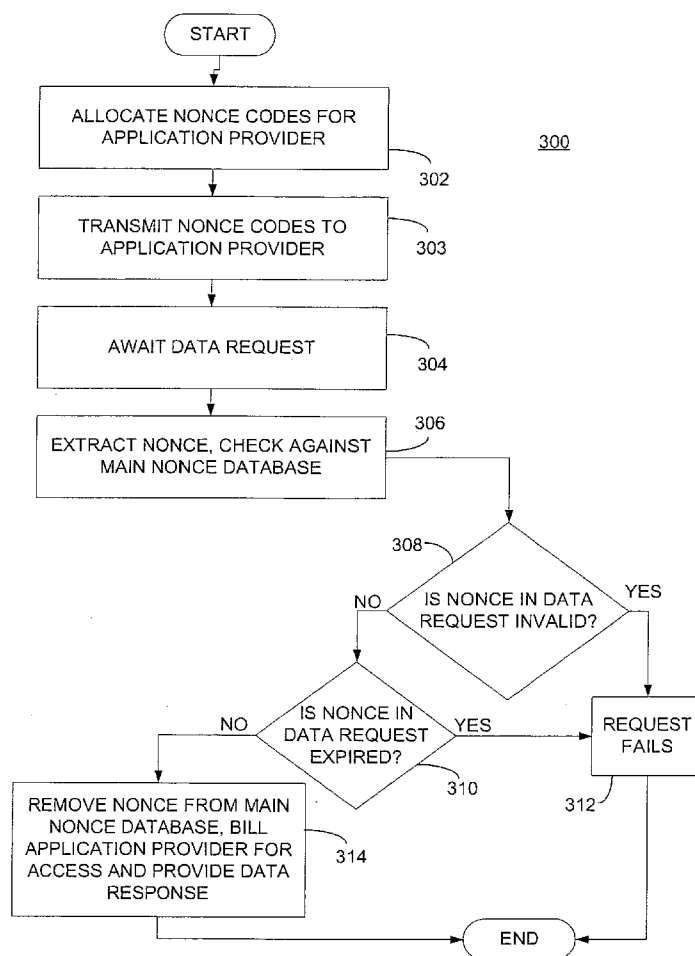 START
ALLOCATE NONCE CODES FOR
APPLICATION PROVIDER
300
302
TRANSMIT NONCE CODES TO
APPLICATION PROVIDER
303
AWAIT DATA REQUEST
304
306
EXTRACT NONCE, CHECK AGAINST
MAIN NONCE DATABASE
308
NO
IS NONCE IN DATA
REQUEST INVALID?
YES
NO
IS NONCE IN
DATA REQUEST
EXPIRED?
YES
310
REQUEST
FAILS
312
REMOVE NONCE FROM MAIN
NONCE DATABASE, BILL
APPLICATION PROVIDER FOR
ACCESS AND PROVIDE DATA
RESPONSE
314
END